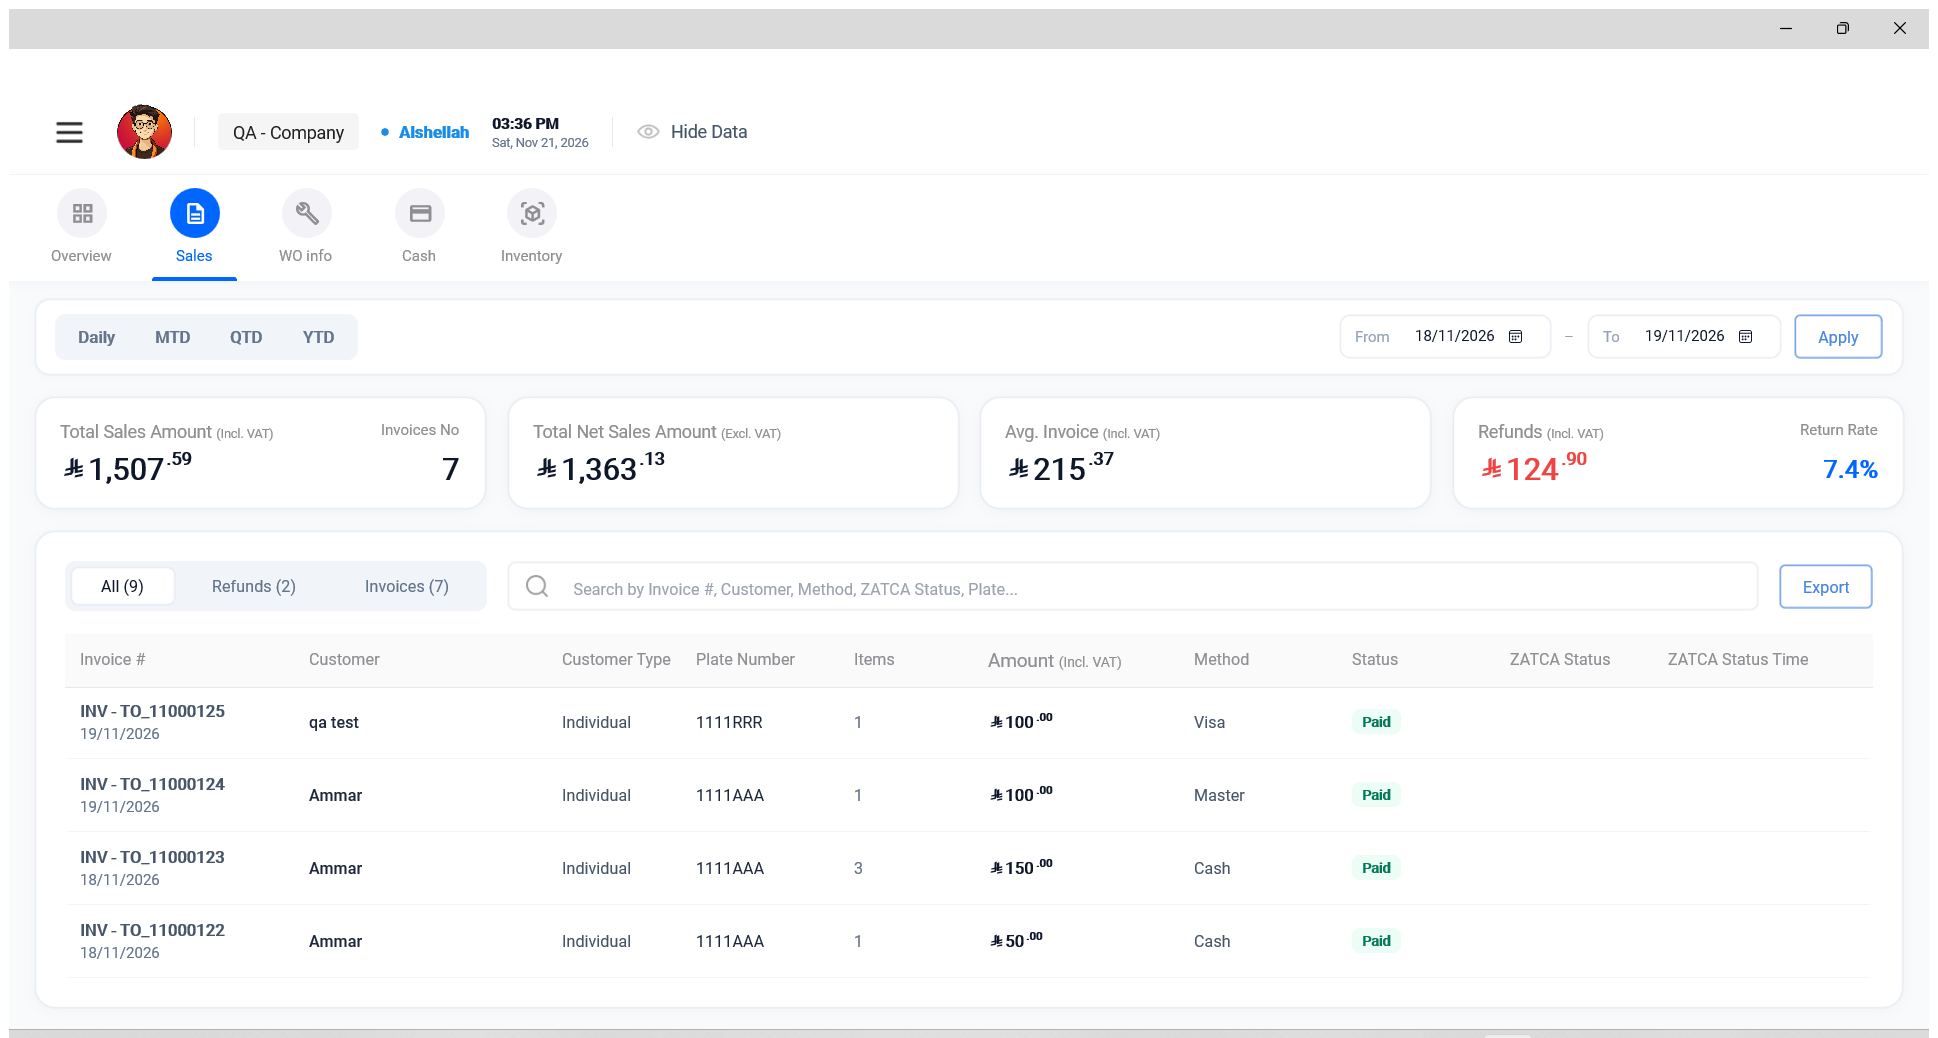 QA - Company
Alshellah
03:36 PM
Sat, Nov 21, 2026
Hide Data
Overview
Sales
WO info
Cash
Inventory
Daily MTD QTD YTD
From 18/11/2026 – To 19/11/2026 Apply
Total Sales Amount (Incl. VAT) Invoices No
1,507.59 7
Total Net Sales Amount (Excl. VAT)
1,363.13
Avg. Invoice (Incl. VAT)
215.37
Refunds (Incl. VAT) Return Rate
124.90 7.4%
All (9) Refunds (2) Invoices (7)
Search by Invoice #, Customer, Method, ZATCA Status, Plate...
Export
Invoice # Customer Customer Type Plate Number Items Amount (Incl. VAT) Method Status ZATCA Status ZATCA Status Time
INV - TO_11000125
19/11/2026
qa test Individual 1111RRR 1 100.00 Visa Paid
INV - TO_11000124
19/11/2026
Ammar Individual 1111AAA 1 100.00 Master Paid
INV - TO_11000123
18/11/2026
Ammar Individual 1111AAA 3 150.00 Cash Paid
INV - TO_11000122
18/11/2026
Ammar Individual 1111AAA 1 50.00 Cash Paid